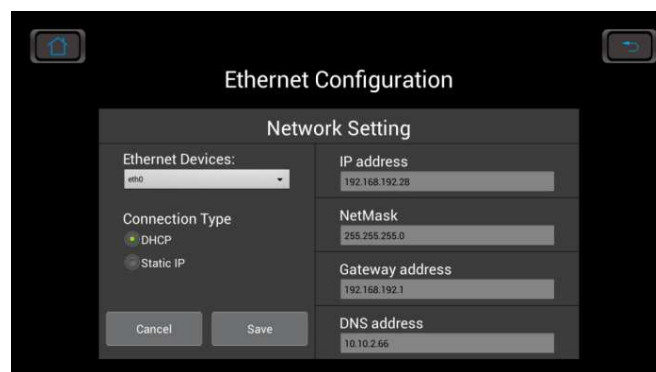 Ethernet Configuration
Network Setting
Ethernet Devices:
eth0
Connection Type
DHCP
Static IP
Cancel
Save
IP address
192.168.192.28
NetMask
255.255.255.0
Gateway address
192.168.192.1
DNS address
10.10.2.66